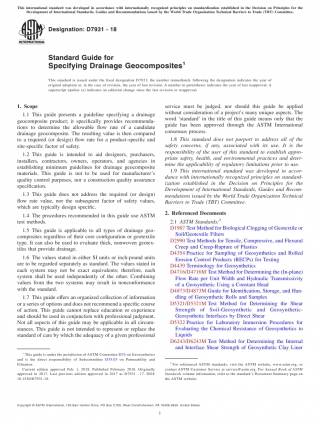 This international standard was developed in accordance with internationally recognized principles on standardization established in the Decision on Principles for the
Development of International Standards, Guides and Recommendations issued by the World Trade Organization Technical Barriers to Trade (TBT) Committee.
Designation: D7931 − 18
Standard Guide for
Specifying Drainage Geocomposites1
This standard is issued under the fixed designation D7931; the number immediately following the designation indicates the year of
original adoption or, in the case of revision, the year of last revision. A number in parentheses indicates the year of last reapproval. A
superscript epsilon (ε) indicates an editorial change since the last revision or reapproval.
1. Scope
1.1 This guide presents a guideline for specifying a drainage
geocomposite product; it specifically provides recommenda-
tions to determine the allowable flow rate of a candidate
drainage geocomposite. The resulting value is then compared
to a required (or design) flow rate for a product-specific and
site-specific factor of safety.
1.2 This guide is intended to aid designers, purchasers,
installers, contractors, owners, operators, and agencies in
establishing minimum guidelines for drainage geocomposite
materials. This guide is not to be used for manufacturer's
quality control purposes, nor a construction quality assurance
specification.
1.3 This guide does not address the required (or design)
flow rate value, nor the subsequent factor of safety values,
which are typically design specific.
1.4 The procedures recommended in this guide use ASTM
test methods.
1.5 This guide is applicable to all types of drainage geo-
composites regardless of their core configuration or geotextile
type. It can also be used to evaluate thick, nonwoven geotex-
tiles that provide drainage.
1.6 The values stated in either SI units or inch-pound units
are to be regarded separately as standard. The values stated in
each system may not be exact equivalents; therefore, each
system shall be used independently of the other. Combining
values from the two systems may result in nonconformance
with the standard.
1.7 This guide offers an organized collection of information
or a series of options and does not recommend a specific course
of action. This guide cannot replace education or experience
and should be used in conjunction with professional judgment.
Not all aspects of this guide may be applicable in all circum-
stances. This guide is not intended to represent or replace the
standard of care by which the adequacy of a given professional
1 This guide is under the jurisdiction of ASTM Committee D35 on Geosynthetics
and is the direct responsibility of Subcommittee D35.03 on Permeability and
Filtration.
Current edition approved Feb. 1, 2018. Published February 2018. Originally
approved in 2017. Last previous edition approved in 2017 as D7931 – 17. DOI:
10.1520/D7931-18.
service must be judged, nor should this guide be applied
without consideration of a project's many unique aspects. The
word 'standard' in the title of this guide means only that the
guide has been approved through the ASTM International
consensus process.
1.8 This standard does not purport to address all of the
safety concerns, if any, associated with its use. It is the
responsibility of the user of this standard to establish appro-
priate safety, health, and environmental practices and deter-
mine the applicability of regulatory limitations prior to use.
1.9 This international standard was developed in accor-
dance with internationally recognized principles on standard-
ization established in the Decision on Principles for the
Development of International Standards, Guides and Recom-
mendations issued by the World Trade Organization Technical
Barriers to Trade (TBT) Committee.
2. Referenced Documents
2.1 ASTM Standards:2
D1987 Test Method for Biological Clogging of Geotextile or
Soil/Geotextile Filters
D2990 Test Methods for Tensile, Compressive, and Flexural
Creep and Creep-Rupture of Plastics
D4354 Practice for Sampling of Geosynthetics and Rolled
Erosion Control Products (RECPs) for Testing
D4439 Terminology for Geosynthetics
D4716/D4716M Test Method for Determining the (In-plane)
Flow Rate per Unit Width and Hydraulic Transmissivity
of a Geosynthetic Using a Constant Head
D4873/D4873M Guide for Identification, Storage, and Han-
dling of Geosynthetic Rolls and Samples
D5321/D5321M Test Method for Determining the Shear
Strength of Soil-Geosynthetic and Geosynthetic-
Geosynthetic Interfaces by Direct Shear
D5322 Practice for Laboratory Immersion Procedures for
Evaluating the Chemical Resistance of Geosynthetics to
Liquids
D6243/D6243M Test Method for Determining the Internal
and Interface Shear Strength of Geosynthetic Clay Liner
2 For referenced ASTM standards, visit the ASTM website, www.astm.org, or
contact ASTM Customer Service at service@astm.org. For Annual Book of ASTM
Standards volume information, refer to the standard's Document Summary page on
the ASTM website.
Copyright © ASTM International, 100 Barr Harbor Drive, PO Box C700, West Conshohocken, PA 19428-2959. United States
1